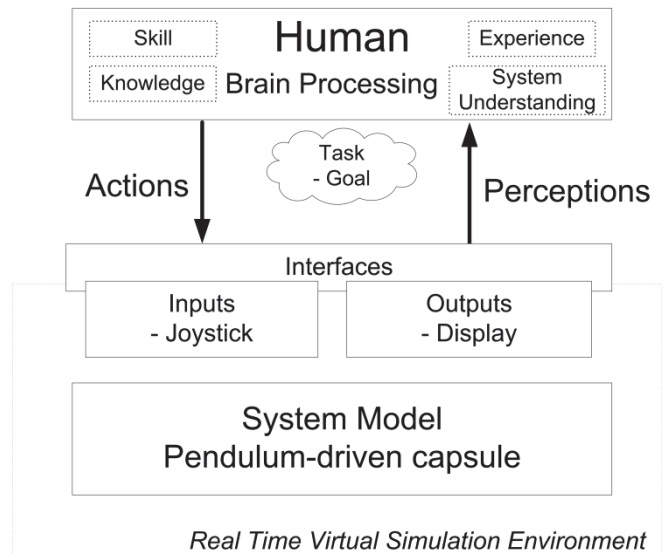 Skill
Human
Experience
Knowledge
Brain Processing
System
Understanding
Task
- Goal
Actions
Perceptions
Interfaces
Inputs
- Joystick
Outputs
- Display
System Model
Pendulum-driven capsule
Real Time Virtual Simulation Environment